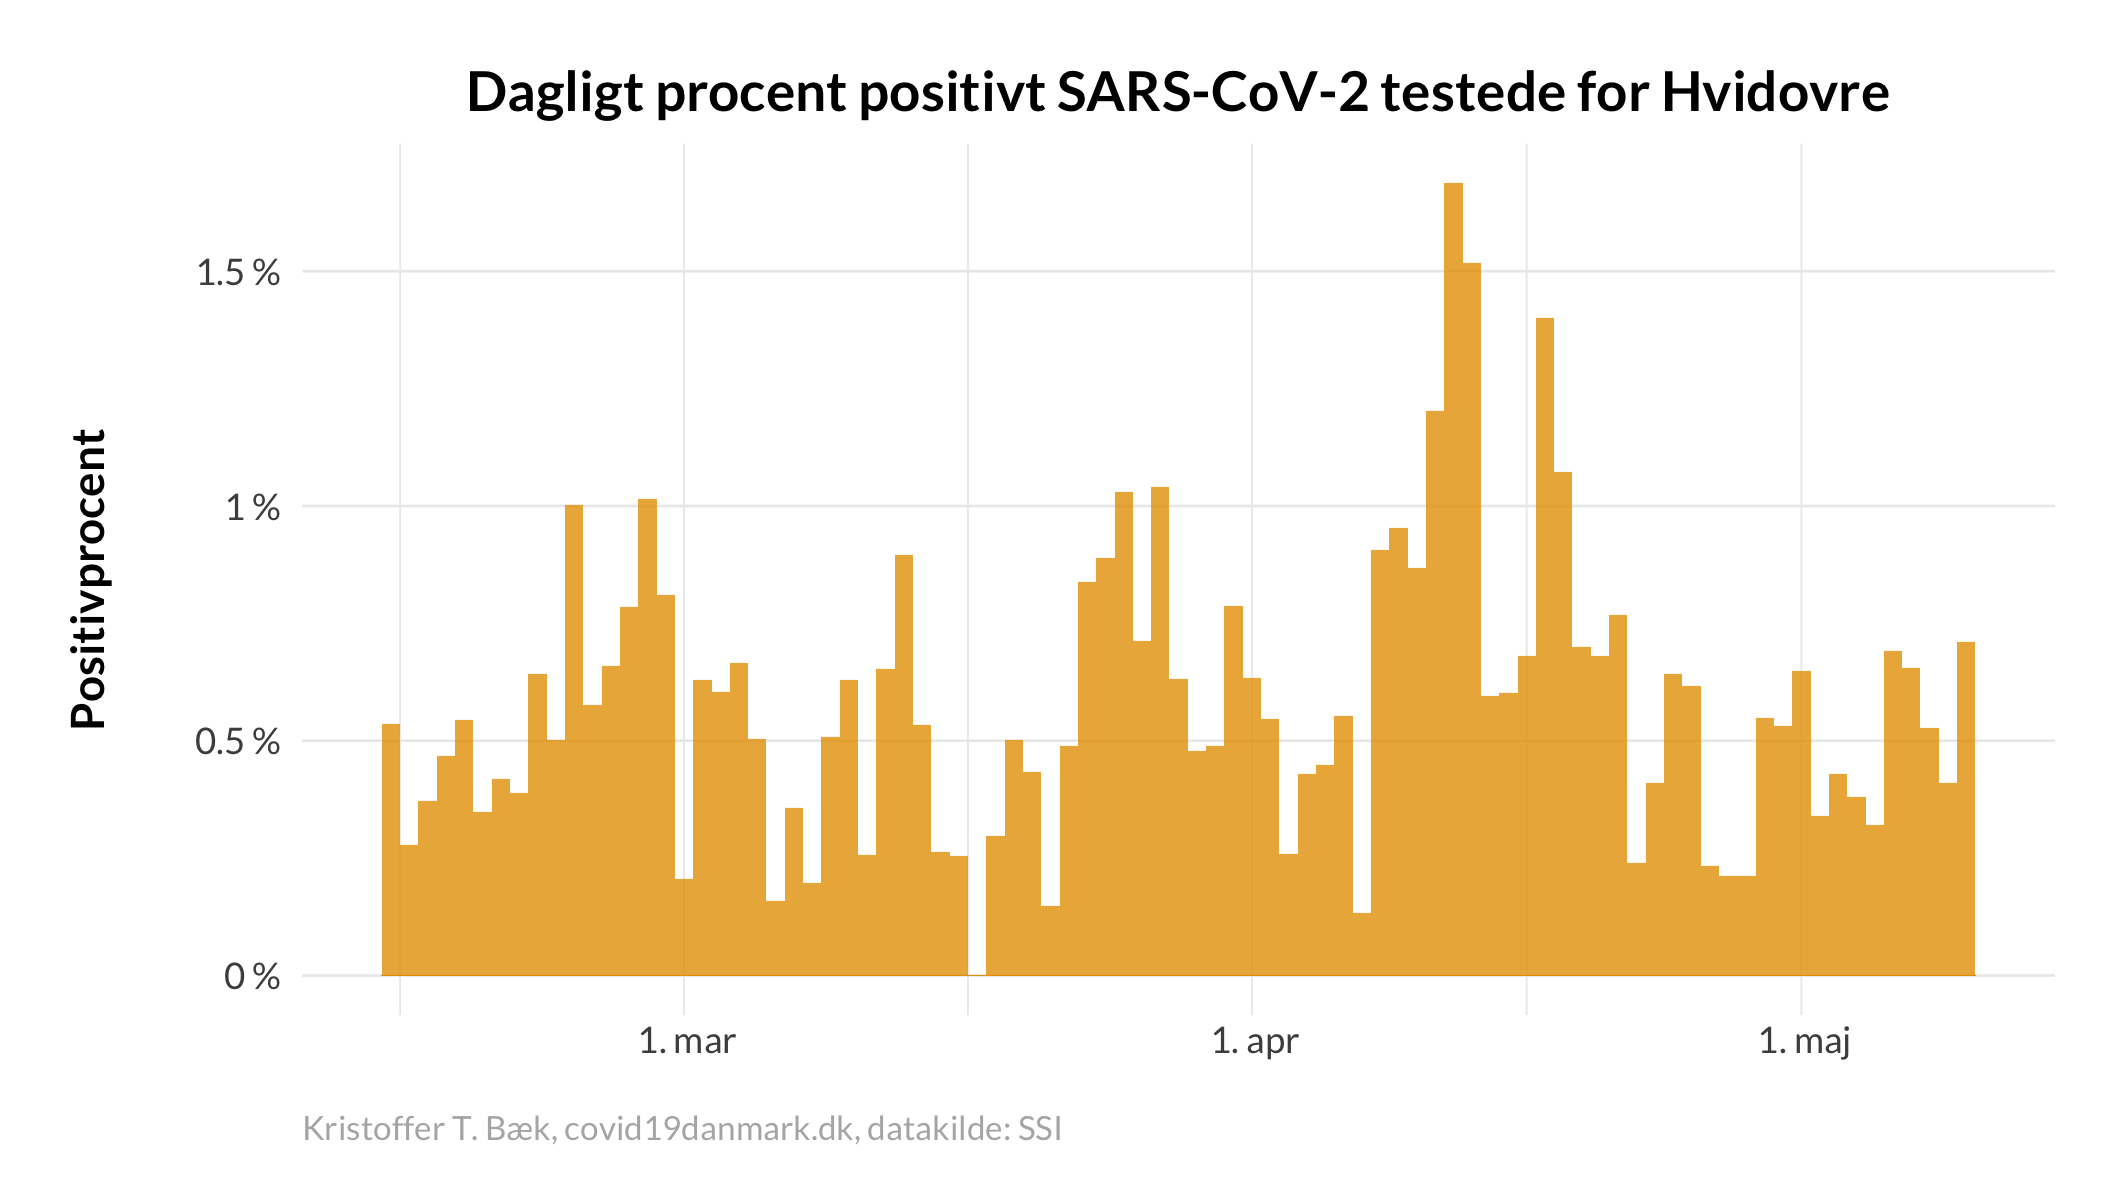 Dagligt procent positivt SARS-CoV-2 testede for Hvidovre
Positivprocent
1.5 %
1 %
0.5 %
0 %
1. mar
1. apr
1. maj
Kristoffer T. Bæk, covid19danmark.dk, datakilde: SSI